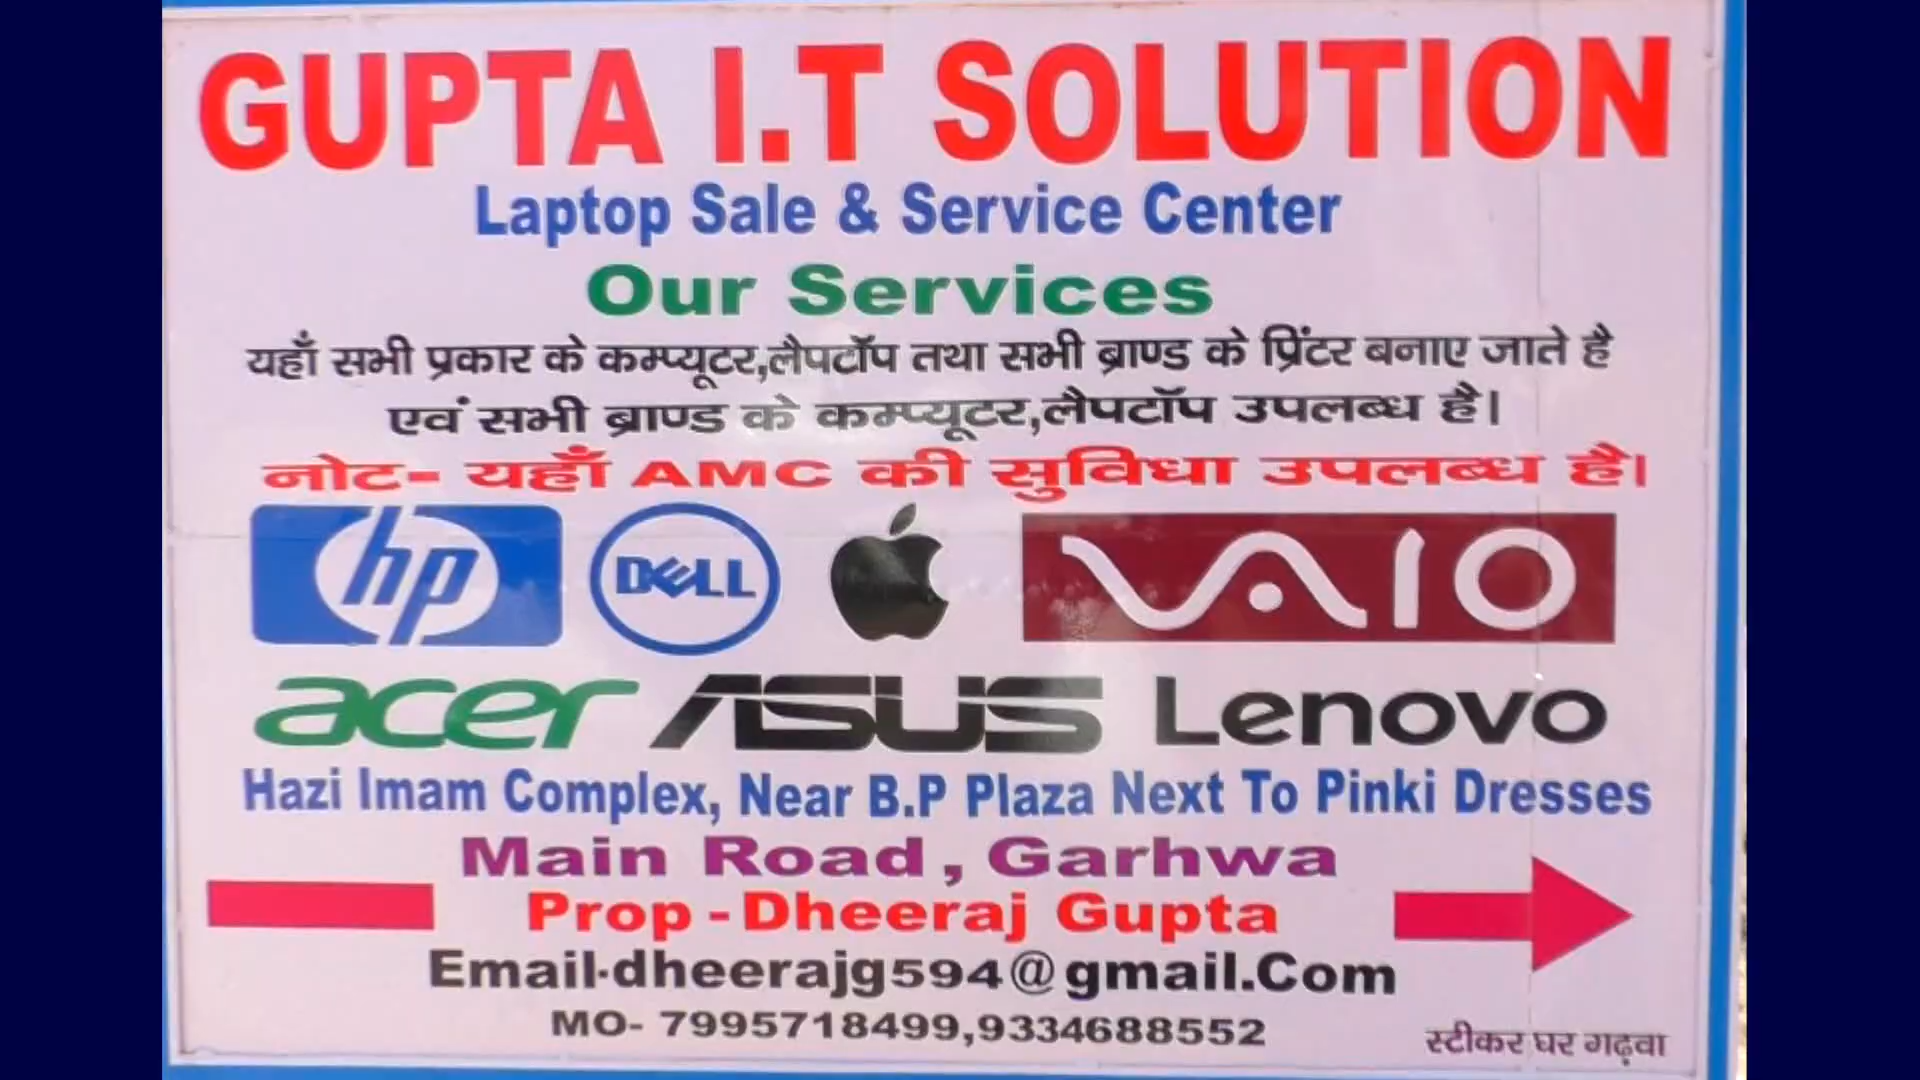 GUPTA I.T SOLUTION
Laptop Sale & Service Center
Our Services
यहाँ सभी प्रकार के कम्प्यूटर,लैपटॉप तथा सभी ब्राण्ड के प्रिंटर बनाए जाते है
एवं सभी ब्राण्ड के कम्प्यूटर,लैपटॉप उपलब्ध है।
नोट- यहाँ AMC की सुविधा उपलब्ध है।
hp DELL VAIO
acer ASUS Lenovo
Hazi Imam Complex, Near B.P Plaza Next To Pinki Dresses
Main Road, Garhwa
Prop-Dheeraj Gupta
Email-dheerajg594@gmail.Com
MO- 7995718499,9334688552
स्टीकर घर गढ़वा